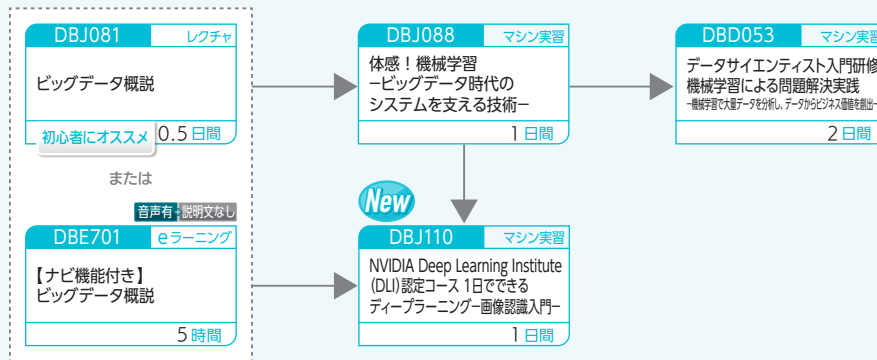 DBJ081 レクチャ
ビッグデータ概説
初心者にオススメ 0.5日間
または
音声有+説明文なし
DBE701 eラーニング
【ナビ機能付き】
ビッグデータ概説
5時間
DBJ088 マシン実習
体感！機械学習
−ビッグデータ時代の
システムを支える技術−
1日間
New
DBJ110 マシン実習
NVIDIA Deep Learning Institute
(DLI)認定コース 1日でできる
ディープラーニング−画像認識入門−
1日間
DBD053 マシン実習
データサイエンティスト入門研修
機械学習による問題解決実践
−機械学習で大量データを分析し、データからビジネス価値を創出−
2日間